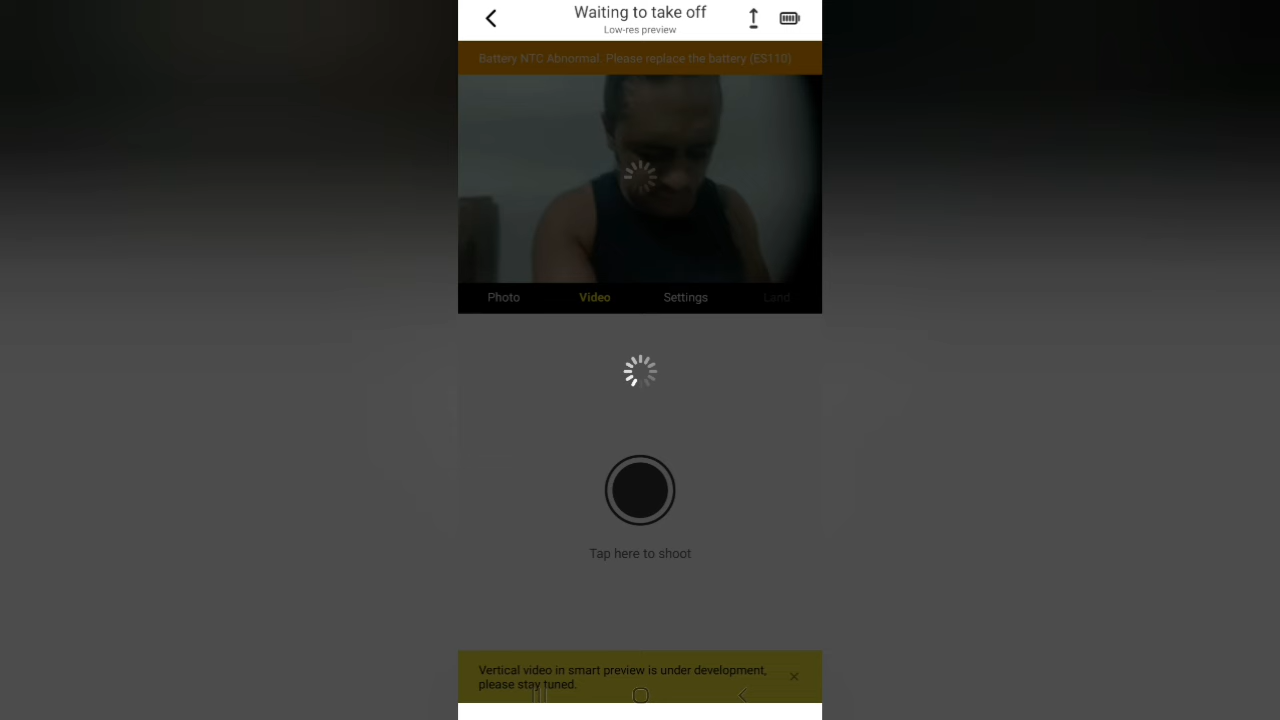 Waiting to take off
Low-res preview
Battery NTC Abnormal. Please replace the battery (ES110)
Photo
Video
Settings
Land
Tap here to shoot
Vertical video in smart preview is under development,
please stay tuned.